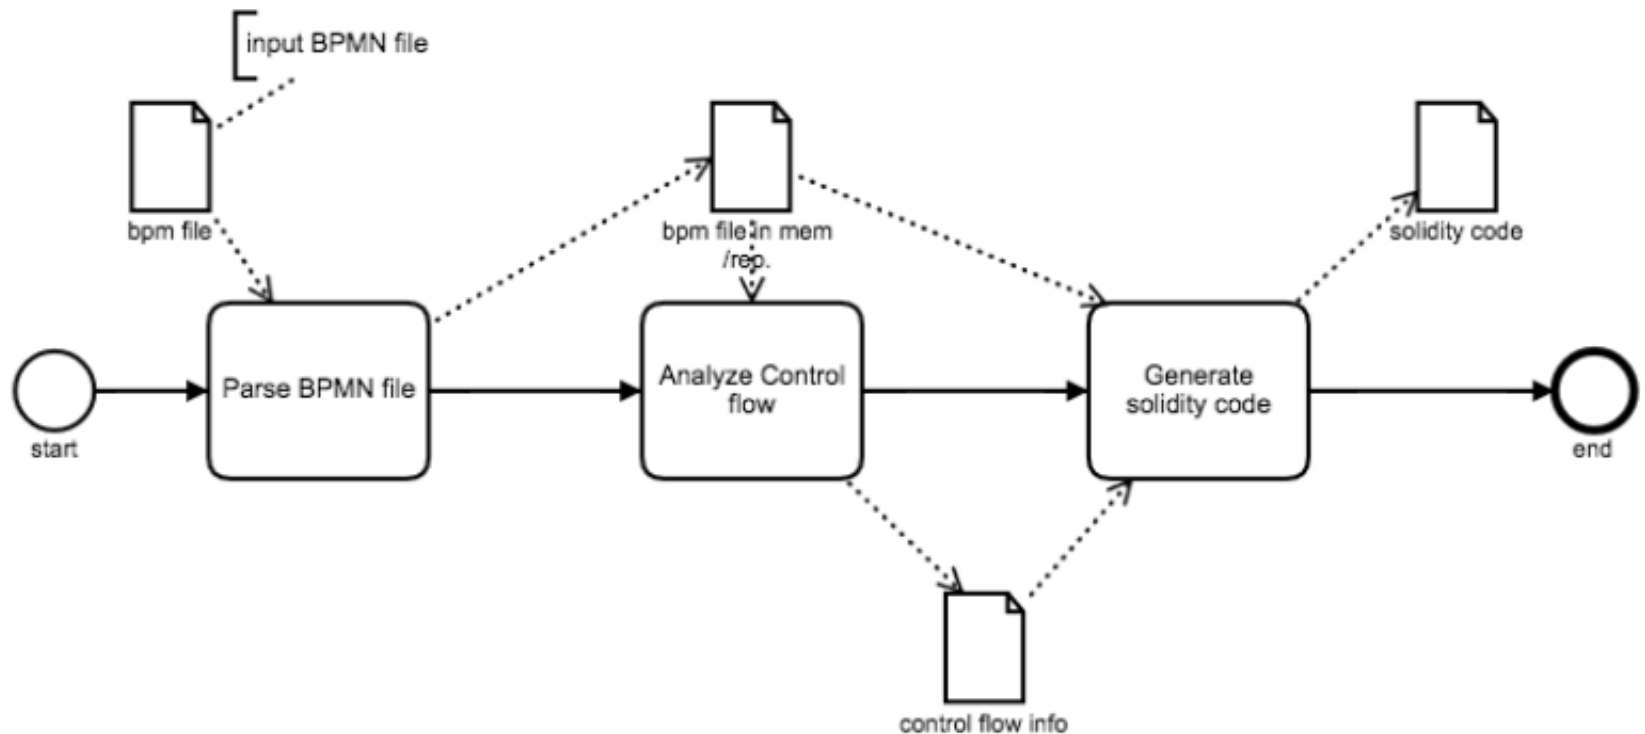 input BPMN file
bpm file
bpm file in mem
/rep.
solidity code
Parse BPMN file
Analyze Control
flow
Generate
solidity code
start
end
control flow info